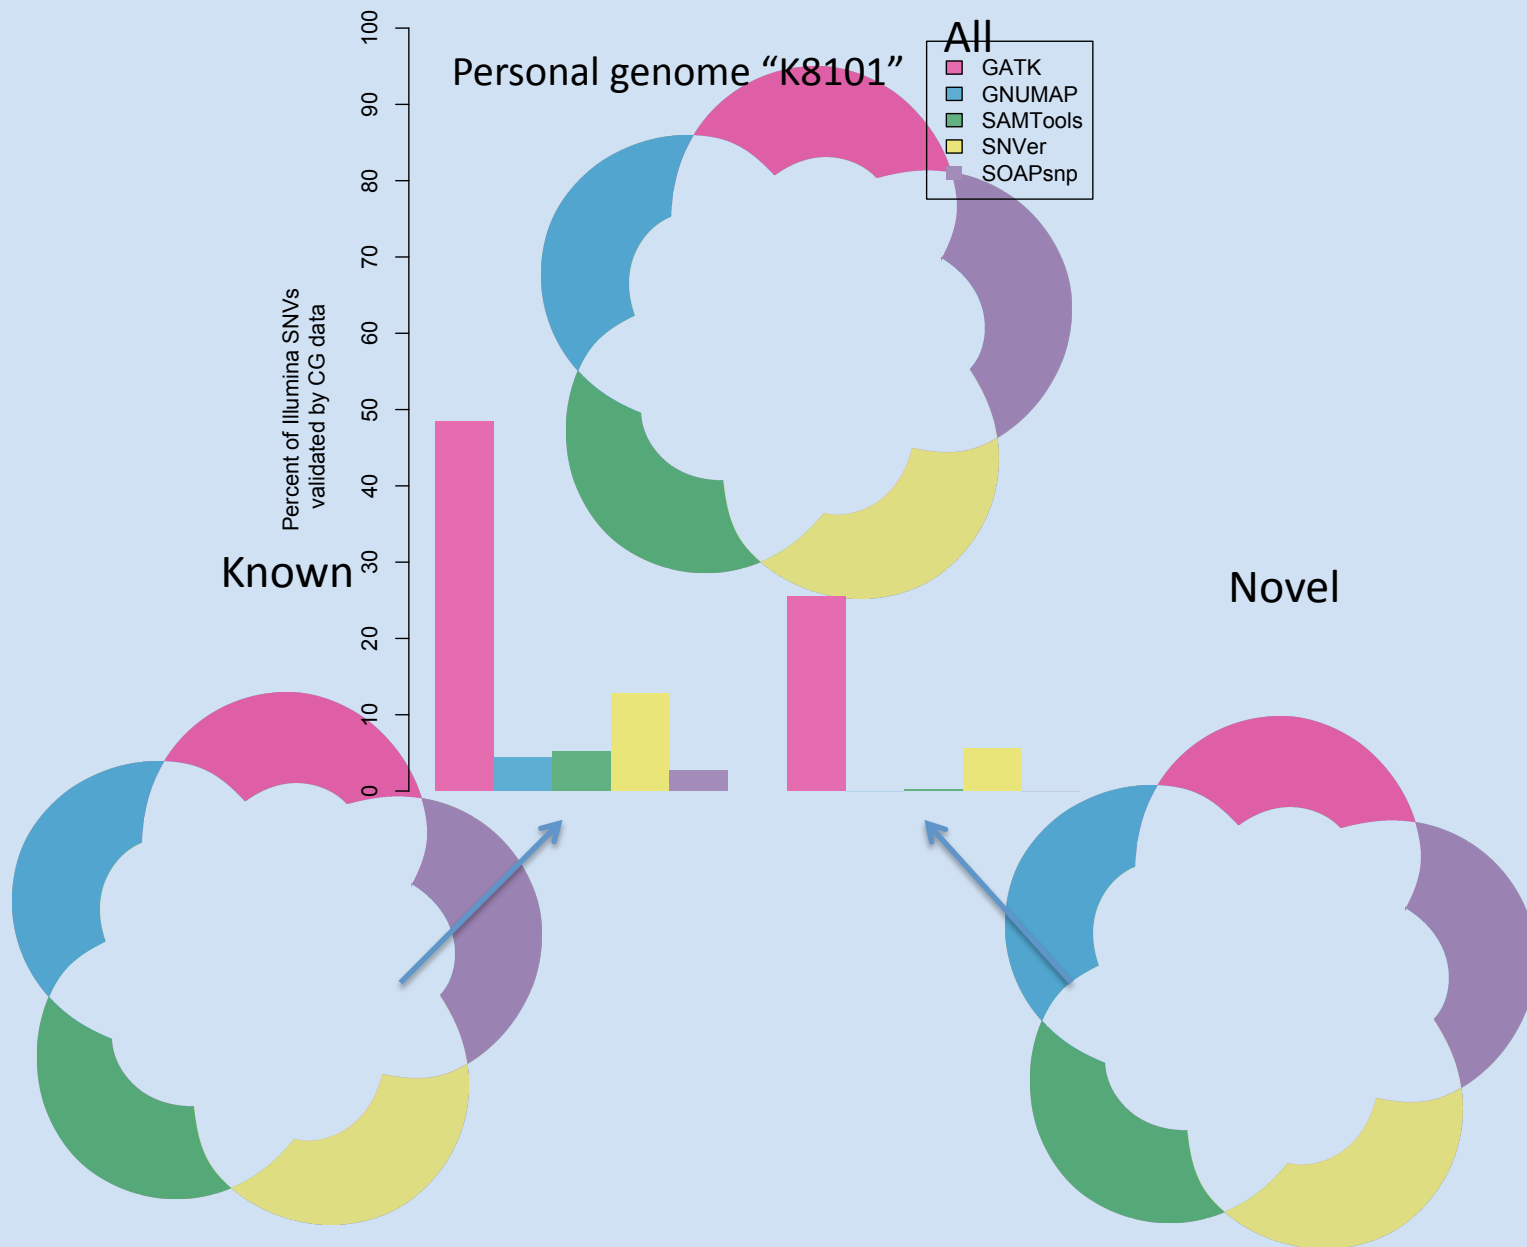 All
Personal genome “K8101”
GATK
GNUMAP
SAMTools
SNVer
SOAPsnp
100
90
80
70
60
50
40
30
20
10
0
Percent of Illumina SNVs
validated by CG data
Known
Novel